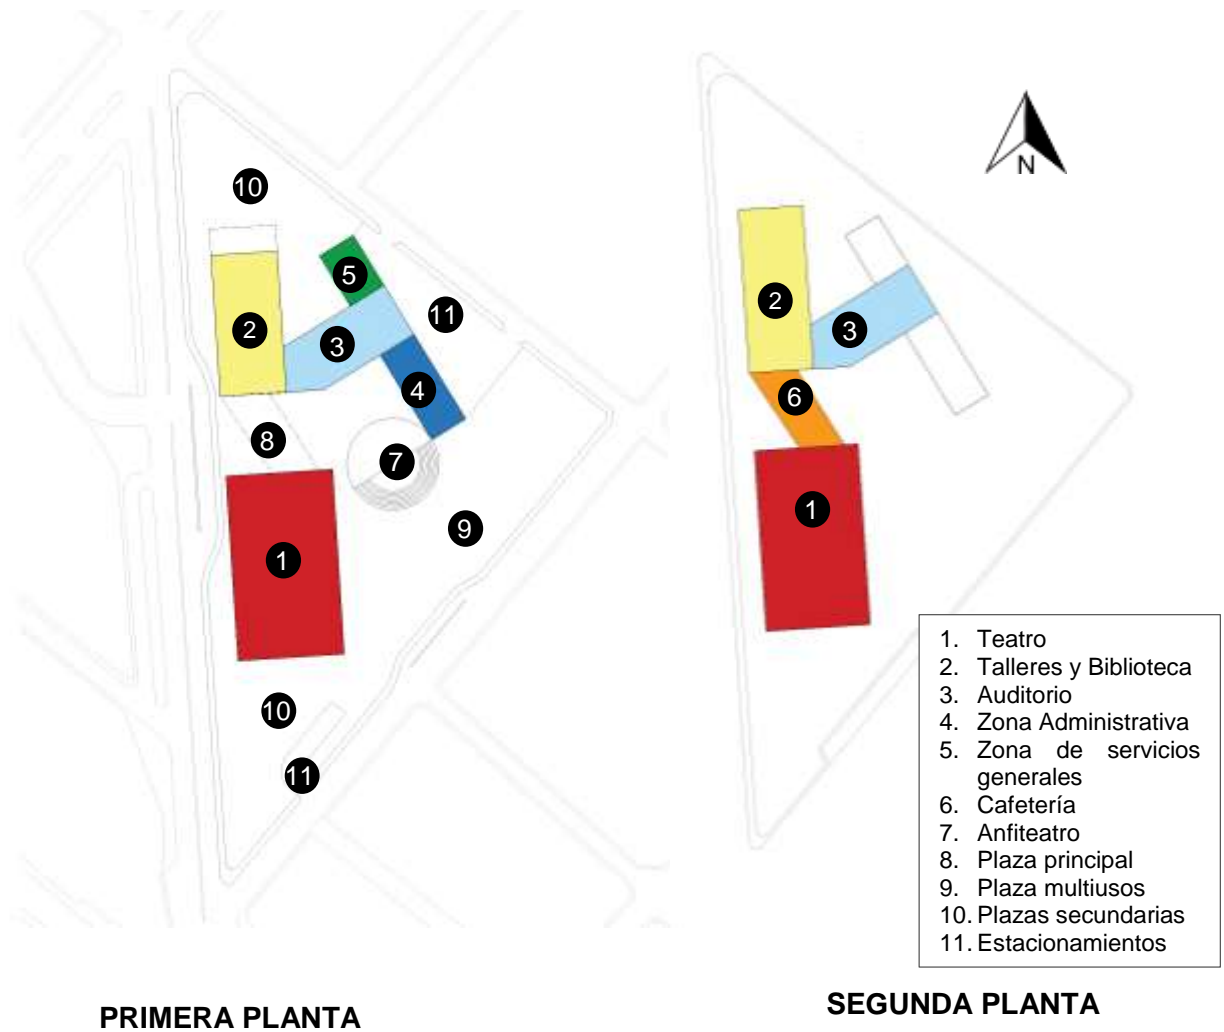 10
5
11
2
3
4
8
7
9
1
10
11
PRIMERA PLANTA
N
2
3
6
1
1. Teatro
2. Talleres y Biblioteca
3. Auditorio
4. Zona Administrativa
5. Zona de servicios
generales
6. Cafetería
7. Anfiteatro
8. Plaza principal
9. Plaza multiusos
10. Plazas secundarias
11. Estacionamientos
SEGUNDA PLANTA